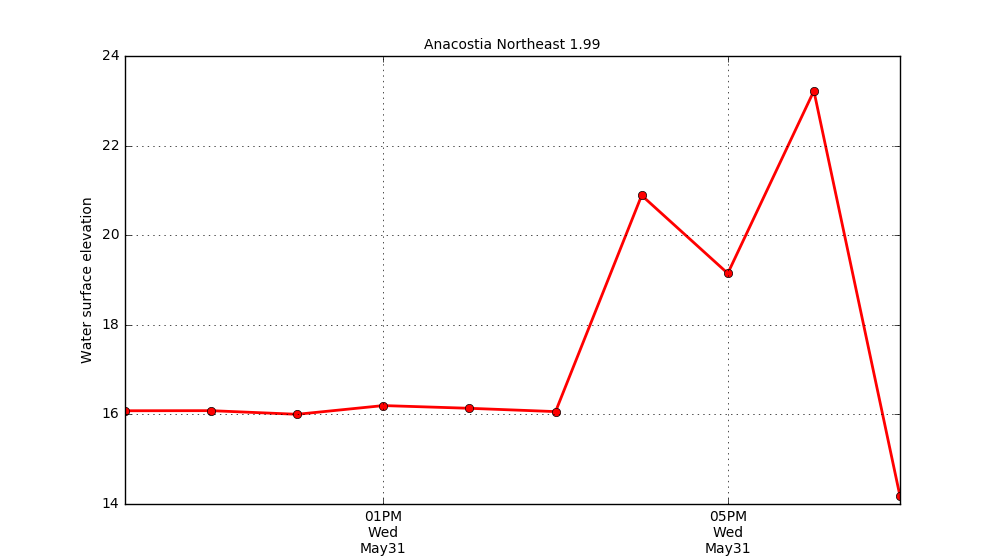 Anacostia Northeast 1.99
Water surface elevation
24
22
20
18
16
14
01PM
Wed
May31
05PM
Wed
May31